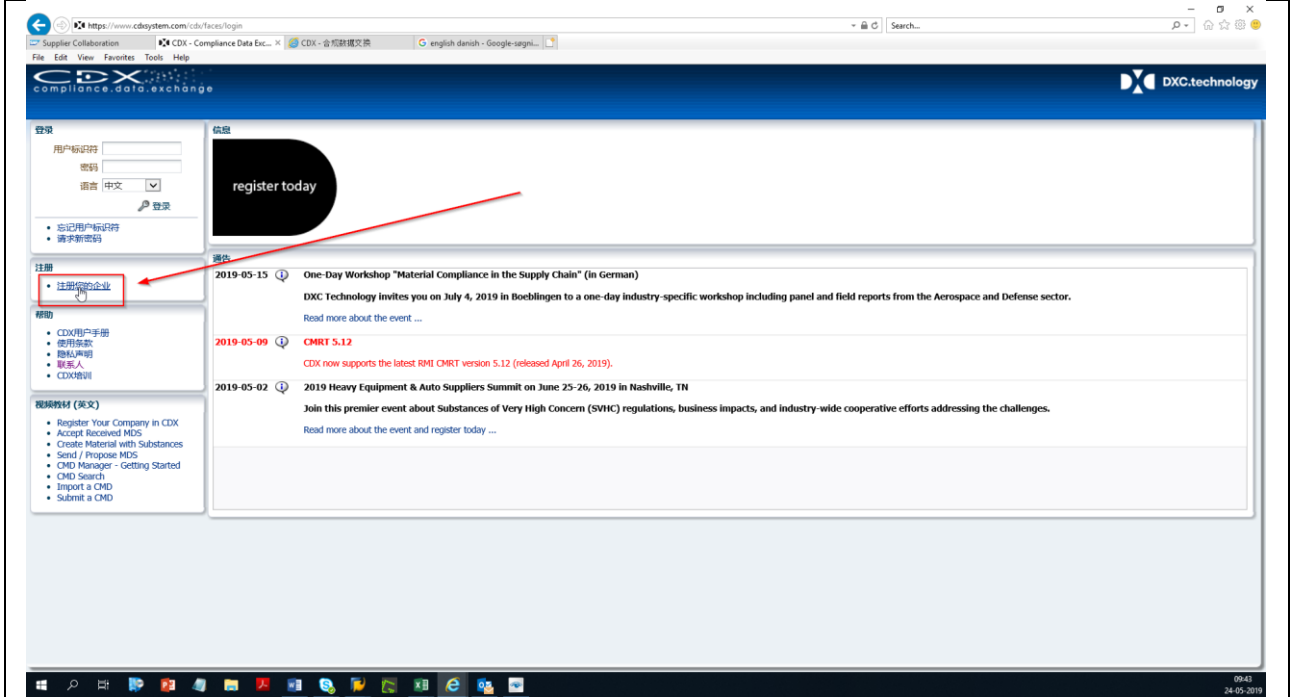 https://www.cdxsystem.com/cdx/faces/login
Search...
Supplier Collaboration
CDX - Compliance Data Exc...
CDX - 合规数据交换
english danish - Google-søgni...
File Edit View Favorites Tools Help
CDX
compliance.data.exchange
DXC.technology
登录
用户标识符
密码
语言 中文
登录
忘记用户标识符
请求新密码
注册
注册您的企业
帮助
CDX用户手册
使用条款
隐私声明
联系人
CDX培训
视频教材 (英文)
Register Your Company in CDX
Accept Received MDS
Create Material with Substances
Send / Propose MDS
CMD Manager - Getting Started
CMD Search
Import a CMD
Submit a CMD
信息
register today
通告
2019-05-15 One-Day Workshop "Material Compliance in the Supply Chain" (in German)
DXC Technology invites you on July 4, 2019 in Boeblingen to a one-day industry-specific workshop including panel and field reports from the Aerospace and Defense sector.
Read more about the event ...
2019-05-09 CMRT 5.12
CDX now supports the latest RMI CMRT version 5.12 (released April 26, 2019).
2019-05-02 2019 Heavy Equipment & Auto Suppliers Summit on June 25-26, 2019 in Nashville, TN
Join this premier event about Substances of Very High Concern (SVHC) regulations, business impacts, and industry-wide cooperative efforts addressing the challenges.
Read more about the event and register today ...
09:43
24-05-2019